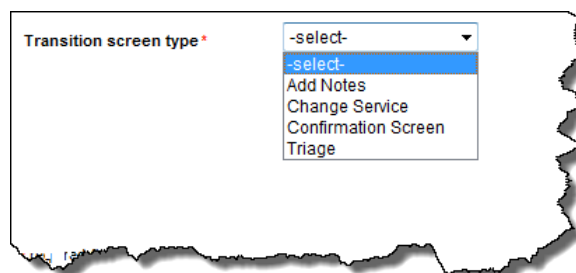 Transition screen type * -select-
-select-
Add Notes
Change Service
Confirmation Screen
Triage